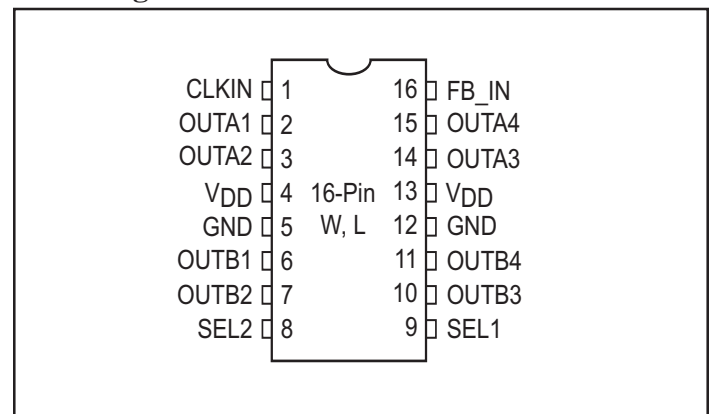 CLKIN 1 16 FB_IN
OUTA1 2 15 OUTA4
OUTA2 3 14 OUTA3
VDD 4 16-Pin 13 VDD
GND 5 W, L 12 GND
OUTB1 6 11 OUTB4
OUTB2 7 10 OUTB3
SEL2 8 9 SEL1